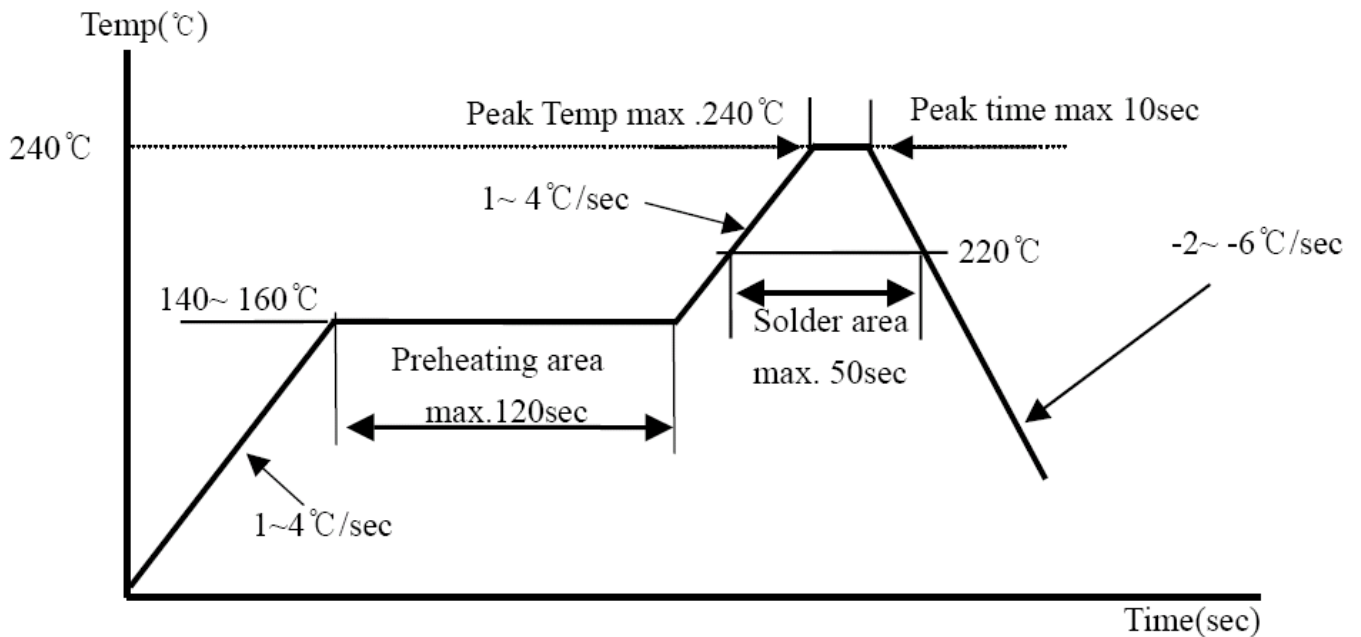 Temp(℃)
Peak Temp max .240℃
Peak time max 10sec
240℃
1~ 4℃/sec
220℃
-2~ -6℃/sec
140~ 160℃
Solder area
max. 50sec
Preheating area
max.120sec
1~4℃/sec
Time(sec)